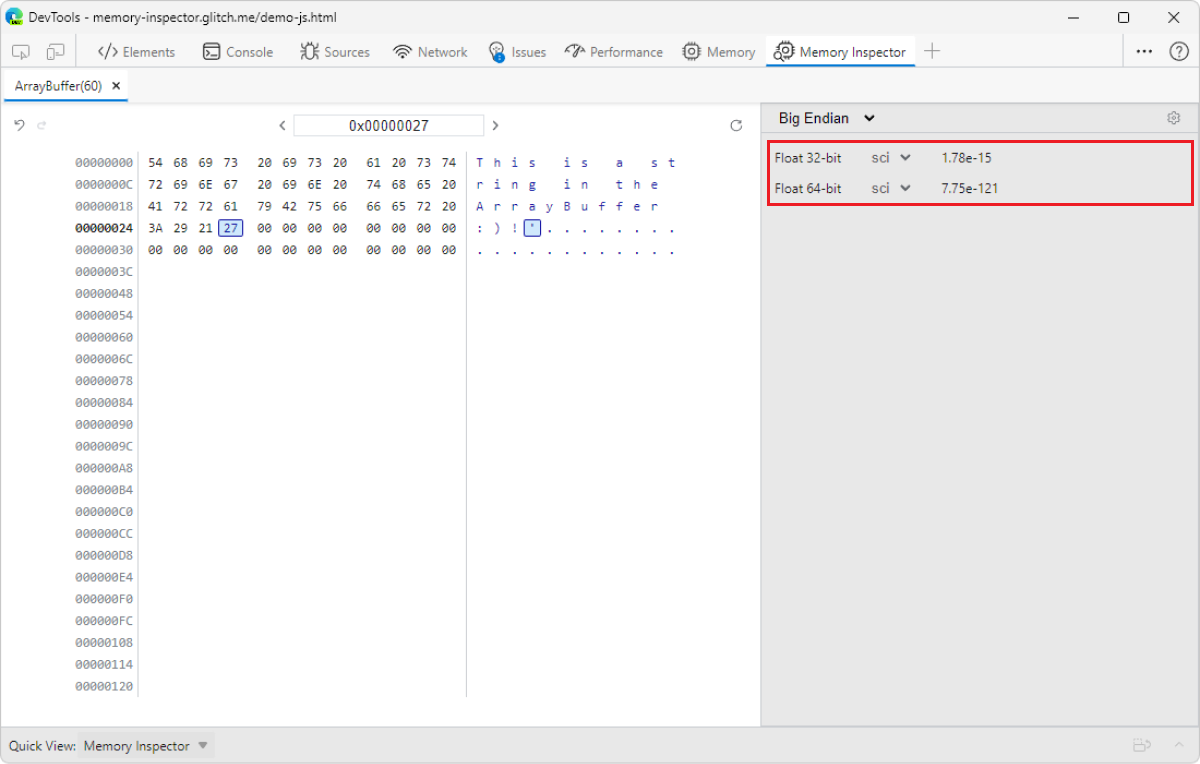 DevTools - memory-inspector.glitch.me/demo-js.html
Elements Console Sources Network Issues Performance Memory Memory Inspector
ArrayBuffer(60)
0x00000027
Big Endian
Float 32-bit sci 1.78e-15
Float 64-bit sci 7.75e-121
00000000 54 68 69 73 20 69 73 20 61 20 73 74 T h i s i s a s t
0000000C 72 69 6E 67 20 69 6E 20 74 68 65 20 r i n g i n t h e
00000018 41 72 72 61 79 42 75 66 66 65 72 20 A r r a y B u f f e r
00000024 3A 29 21 27 00 00 00 00 00 00 00 00 : ) ! ' . . . . . . . .
00000030 00 00 00 00 00 00 00 00 00 00 00 00 . . . . . . . . . . . .
0000003C
00000048
00000054
00000060
0000006C
00000078
00000084
00000090
0000009C
000000A8
000000B4
000000C0
000000CC
000000D8
000000E4
000000F0
000000FC
00000108
00000114
00000120
Quick View: Memory Inspector